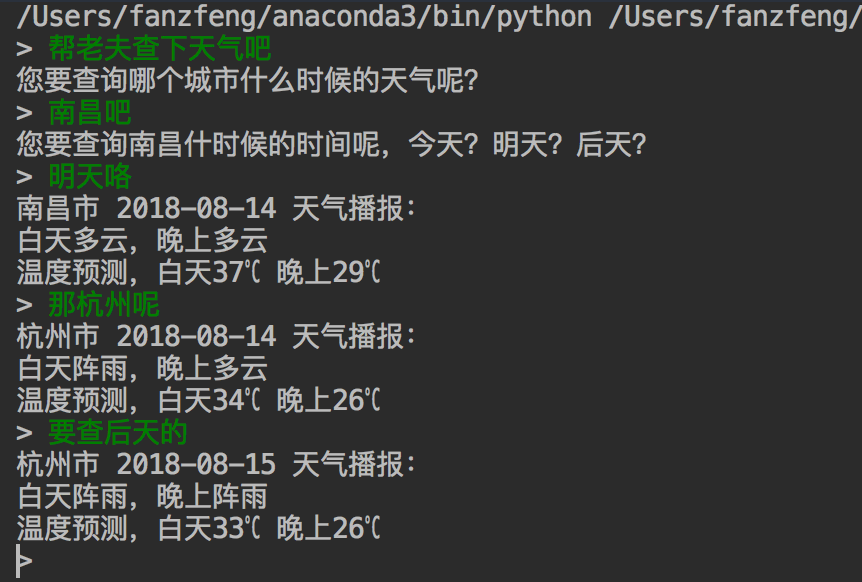 /Users/fanzfeng/anaconda3/bin/python /Users/fanzfeng/
> 帮老夫查下天气吧
您要查询哪个城市什么时候的天气呢?
> 南昌吧
您要查询南昌什时候的时间呢, 今天? 明天? 后天?
> 明天咯
南昌市 2018-08-14 天气播报:
白天多云, 晚上多云
温度预测, 白天37℃ 晚上29℃
> 那杭州呢
杭州市 2018-08-14 天气播报:
白天阵雨, 晚上多云
温度预测, 白天34℃ 晚上26℃
> 要查后天的
杭州市 2018-08-15 天气播报:
白天阵雨, 晚上阵雨
温度预测, 白天33℃ 晚上26℃
>